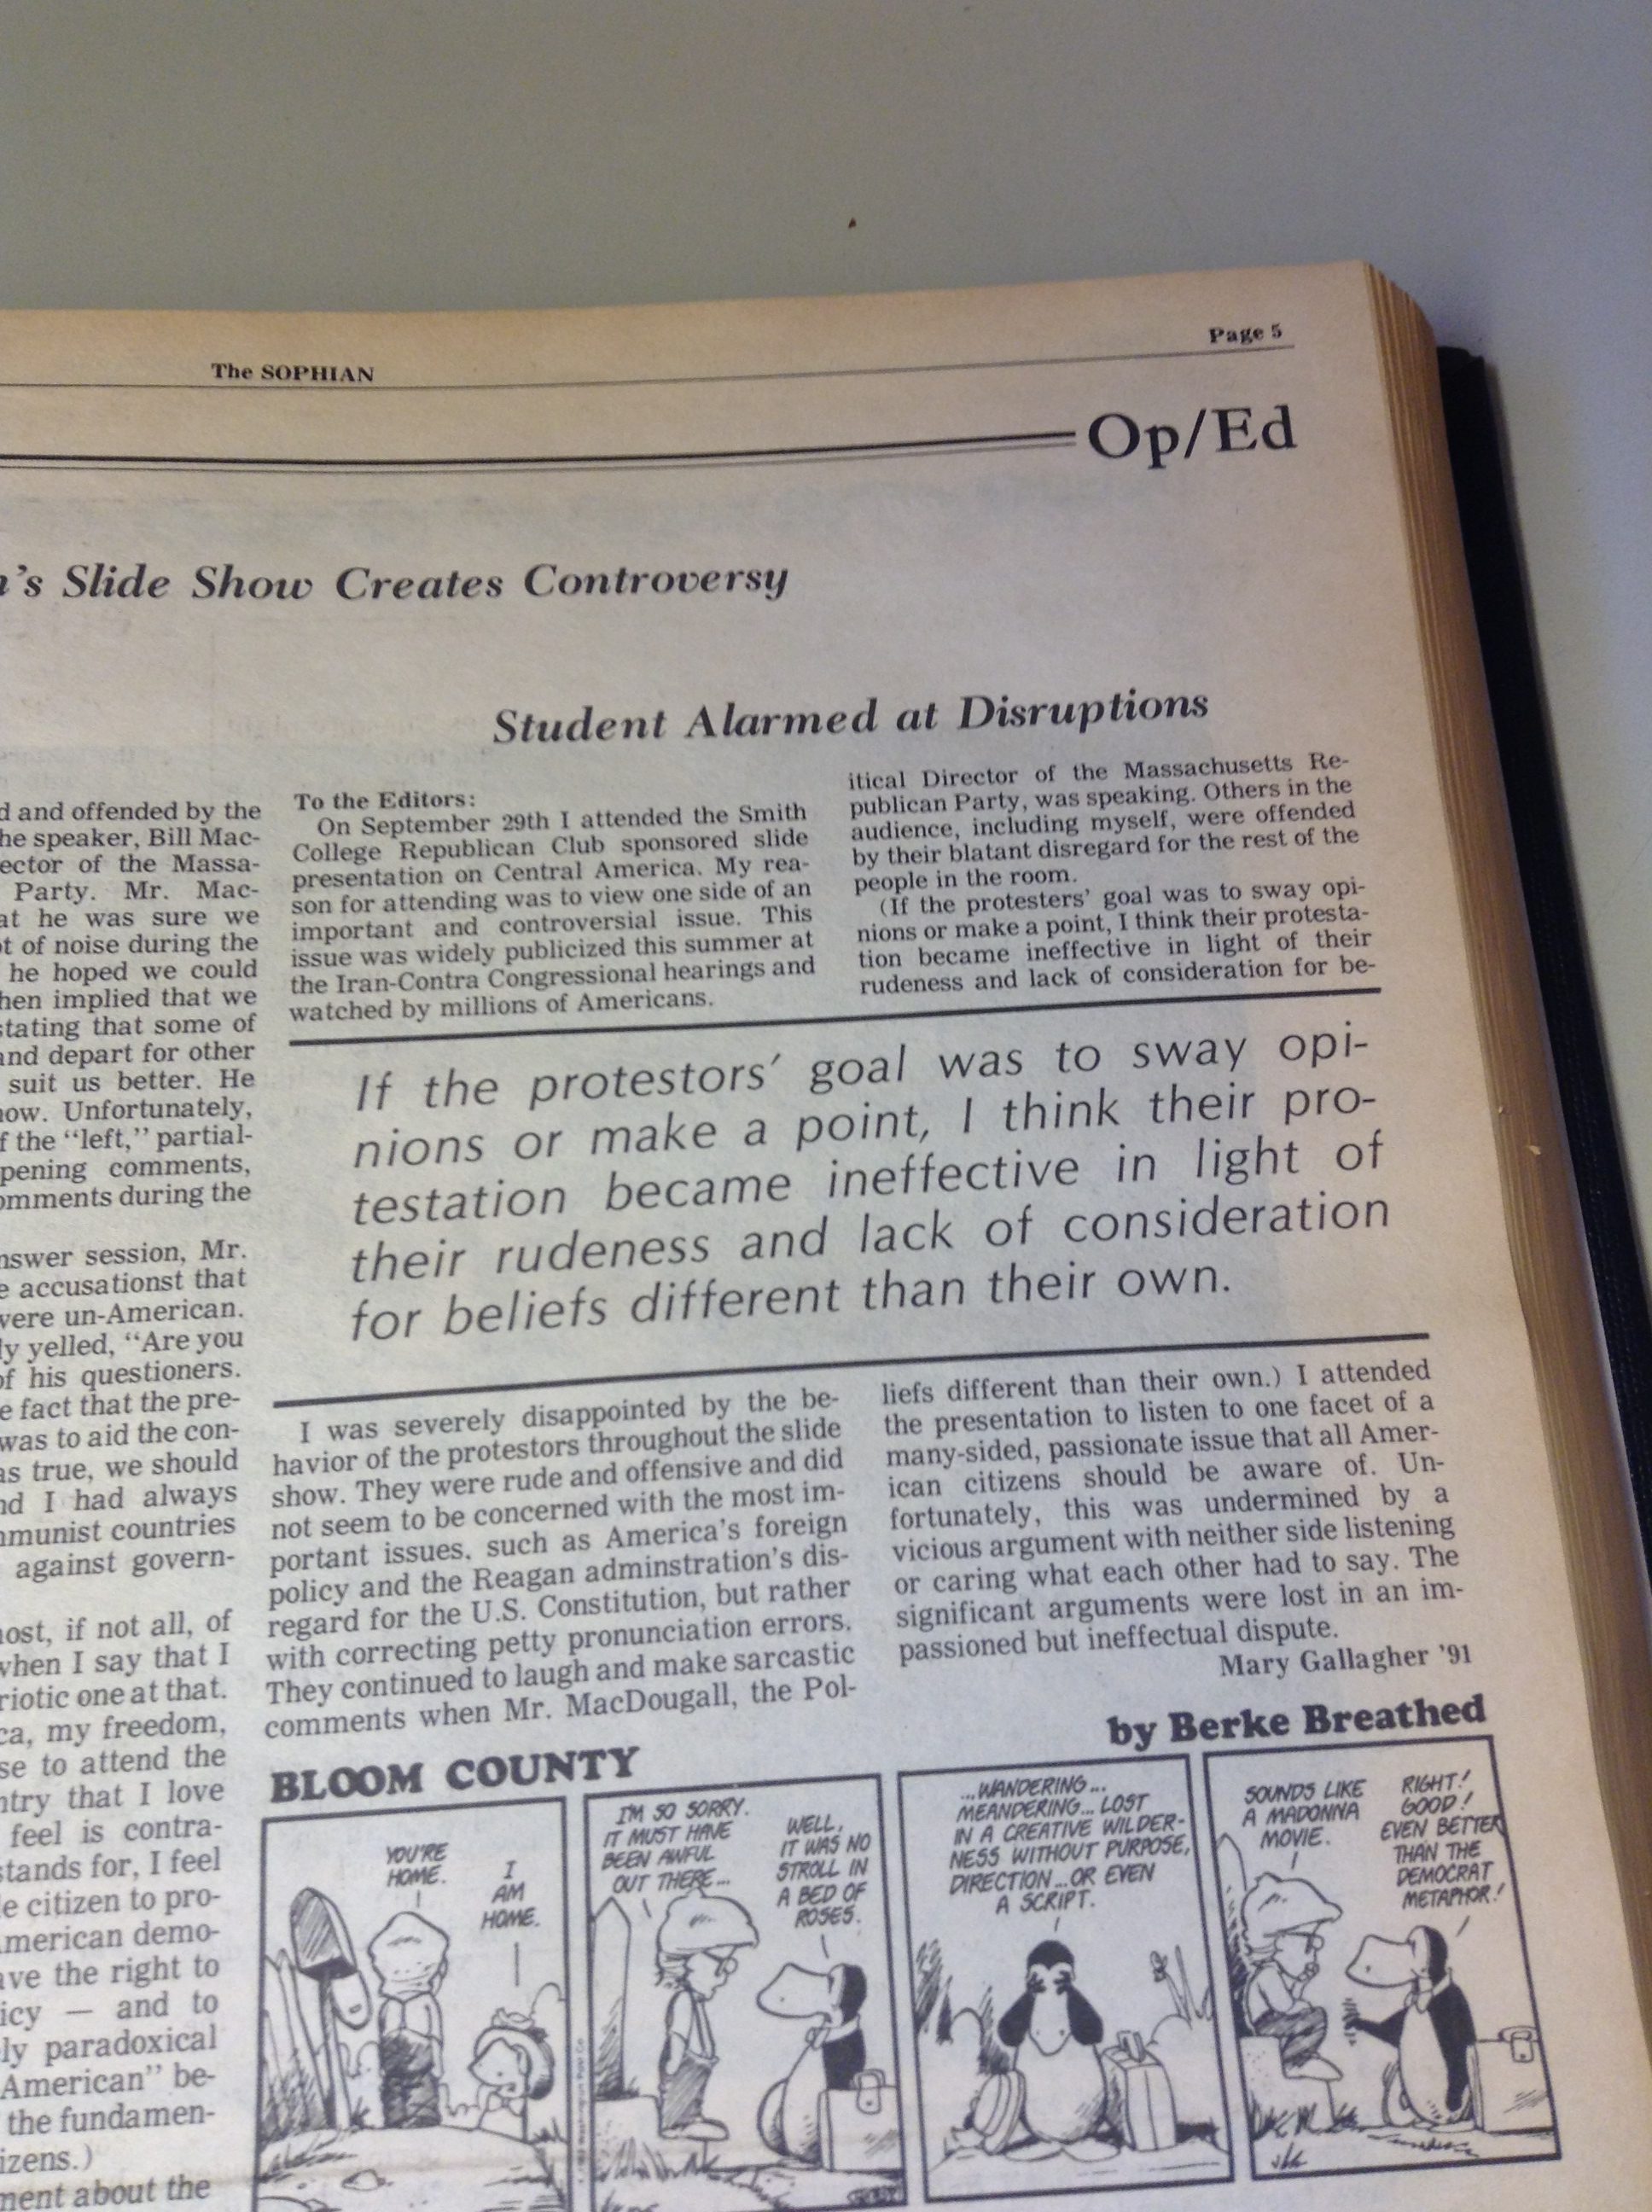 The SOPHIAN
Page 5
Op/Ed
's Slide Show Creates Controversy
d and offended by the
he speaker, Bill Mac-
ector of the Massa-
Party. Mr. Mac-
at he was sure we
ot of noise during the
he hoped we could
hen implied that we
stating that some of
and depart for other
suit us better. He
now. Unfortunately,
f the "left," partial-
pening comments,
omments during the
nswer session, Mr.
e accusationst that
were un-American.
ly yelled, "Are you
of his questioners.
e fact that the pre-
was to aid the con-
as true, we should
nd I had always
mmunist countries
against govern-
most, if not all, of
when I say that I
riotic one at that.
ca, my freedom,
se to attend the
ntry that I love
feel is contra-
stands for, I feel
le citizen to pro-
American demo-
ave the right to
icy — and to
ly paradoxical
American" be-
the fundamen-
izens.)
ment about the
Student Alarmed at Disruptions
To the Editors:
On September 29th I attended the Smith
College Republican Club sponsored slide
presentation on Central America. My rea-
son for attending was to view one side of an
important and controversial issue. This
issue was widely publicized this summer at
the Iran-Contra Congressional hearings and
watched by millions of Americans.
I was severely disappointed by the be-
havior of the protestors throughout the slide
show. They were rude and offensive and did
not seem to be concerned with the most im-
portant issues, such as America's foreign
policy and the Reagan adminstration's dis-
regard for the U.S. Constitution, but rather
with correcting petty pronunciation errors.
They continued to laugh and make sarcastic
comments when Mr. MacDougall, the Pol-
itical Director of the Massachusetts Re-
publican Party, was speaking. Others in the
audience, including myself, were offended
by their blatant disregard for the rest of the
people in the room.
(If the protesters' goal was to sway opi-
nions or make a point, I think their protesta-
tion became ineffective in light of their
rudeness and lack of consideration for be-
liefs different than their own.) I attended
the presentation to listen to one facet of a
many-sided, passionate issue that all Amer-
ican citizens should be aware of. Un-
fortunately, this was undermined by a
vicious argument with neither side listening
or caring what each other had to say. The
significant arguments were lost in an im-
passioned but ineffectual dispute.
Mary Gallagher '91
If the protestors' goal was to sway opi-
nions or make a point, I think their pro-
testation became ineffective in light of
their rudeness and lack of consideration
for beliefs different than their own.
BLOOM COUNTY
by Berke Breathed
YOU'RE
HOME.
I
AM
HOME.
I'M SO SORRY.
IT MUST HAVE
BEEN AWFUL
OUT THERE...
WELL,
IT WAS NO
STROLL IN
A BED OF
ROSES.
...WANDERING...
MEANDERING... LOST
IN A CREATIVE WILDER-
NESS WITHOUT PURPOSE,
DIRECTION...OR EVEN
A SCRIPT.
SOUNDS LIKE
A MADONNA
MOVIE.
RIGHT!
GOOD!
EVEN BETTER
THAN THE
DEMOCRAT
METAPHOR!